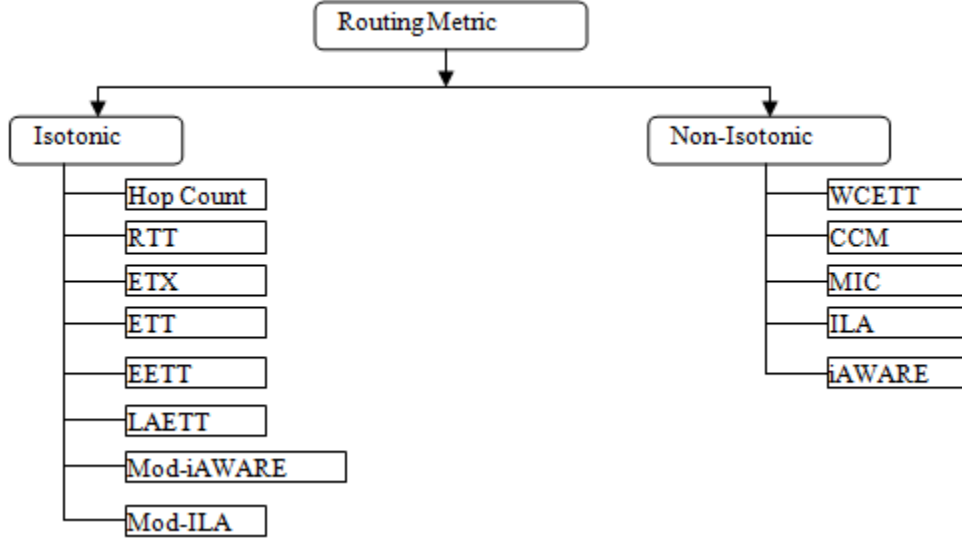 Routing Metric
Isotonic
Non-Isotonic
Hop Count
RTT
ETX
ETT
EETT
LAETT
Mod-iAWARE
Mod-ILA
WCETT
CCM
MIC
ILA
iAWARE